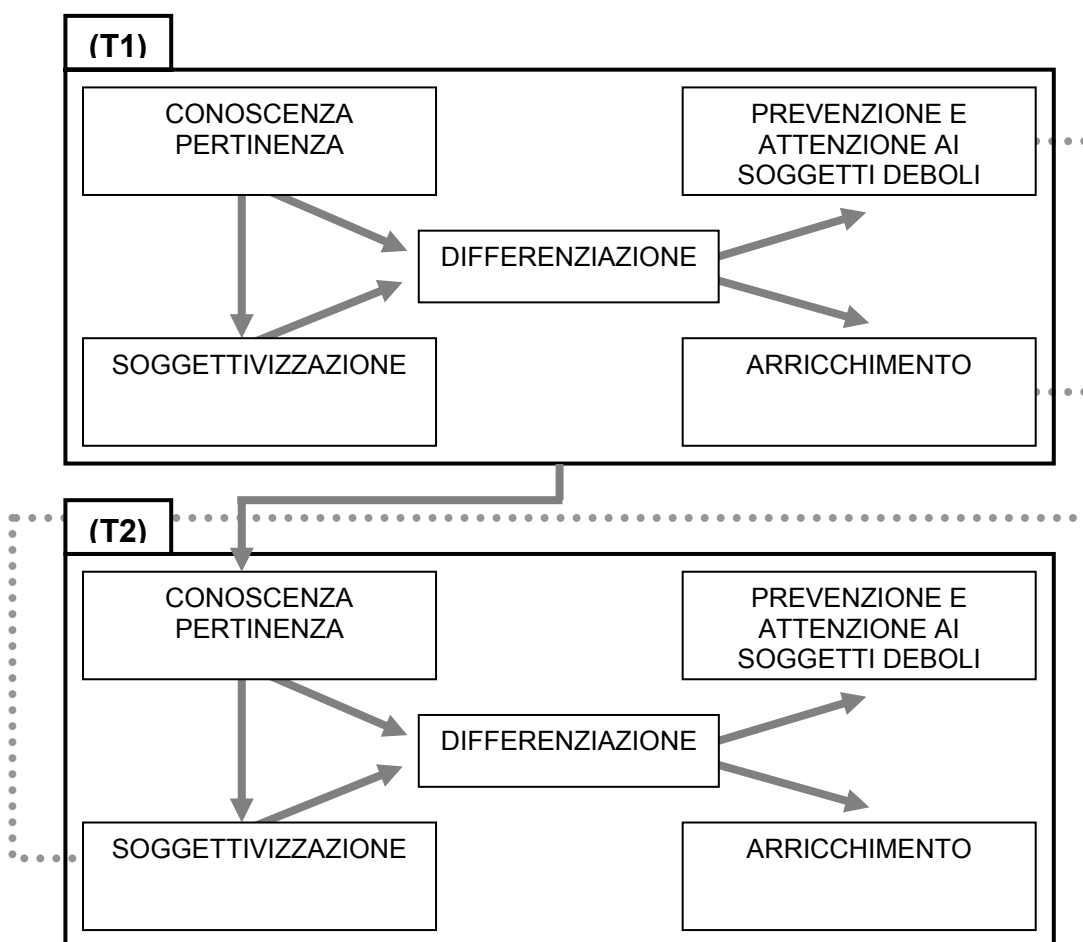 (T1)
CONOSCENZA
PERTINENZA
PREVENZIONE E
ATTENZIONE AI
SOGGETTI DEBOLI
DIFFERENZIAZIONE
SOGGETTIVIZZAZIONE
ARRICCHIMENTO
(T2)
CONOSCENZA
PERTINENZA
PREVENZIONE E
ATTENZIONE AI
SOGGETTI DEBOLI
DIFFERENZIAZIONE
SOGGETTIVIZZAZIONE
ARRICCHIMENTO